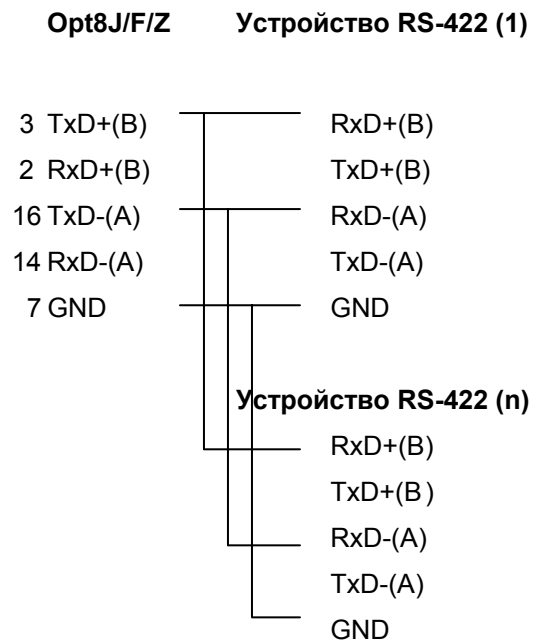 Opt8J/F/Z Устройство RS-422 (1)
3 TxD+(B) RxD+(B)
2 RxD+(B) TxD+(B)
16 TxD-(A) RxD-(A)
14 RxD-(A) TxD-(A)
7 GND GND
Устройство RS-422 (n)
RxD+(B)
TxD+(B)
RxD-(A)
TxD-(A)
GND